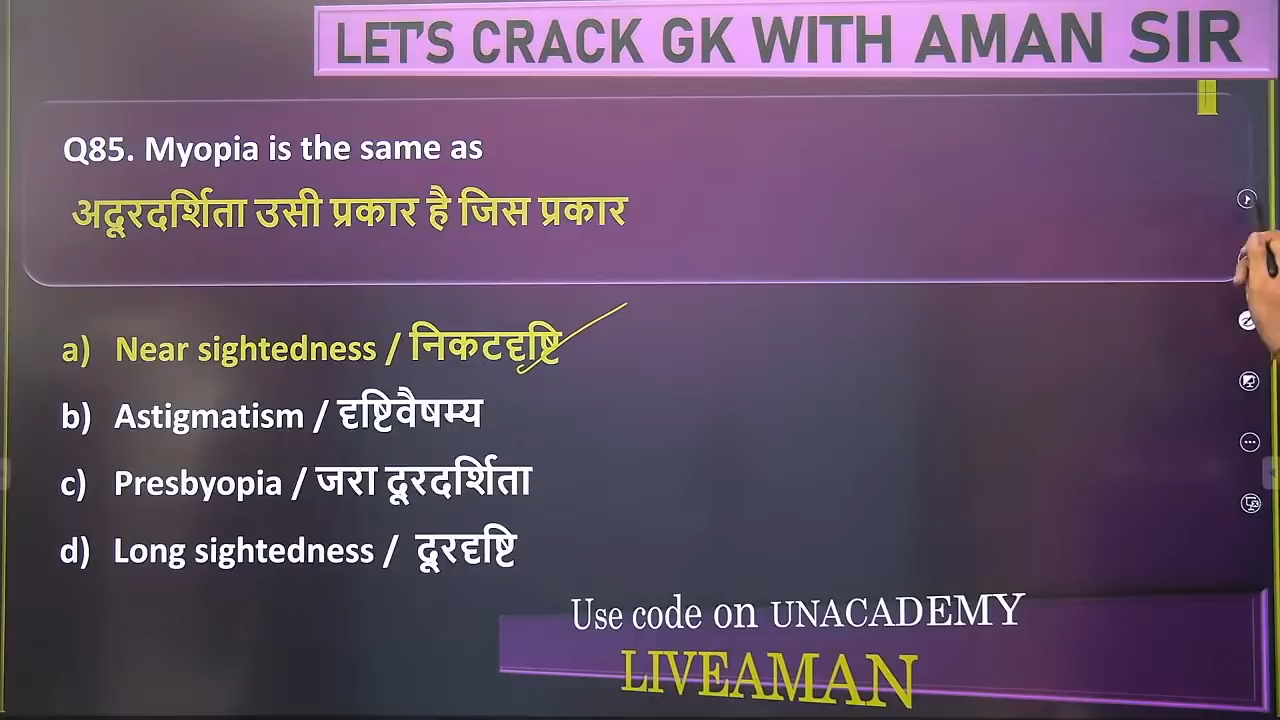 LET'S CRACK GK WITH AMAN SIR
Q85. Myopia is the same as
अदूरदर्शिता उसी प्रकार है जिस प्रकार
a) Near sightedness / निकटदृष्टि
b) Astigmatism / दृष्टिवैषम्य
c) Presbyopia / जरा दूरदर्शिता
d) Long sightedness / दूरदृष्टि
Use code on UNACADEMY
LIVEAMAN